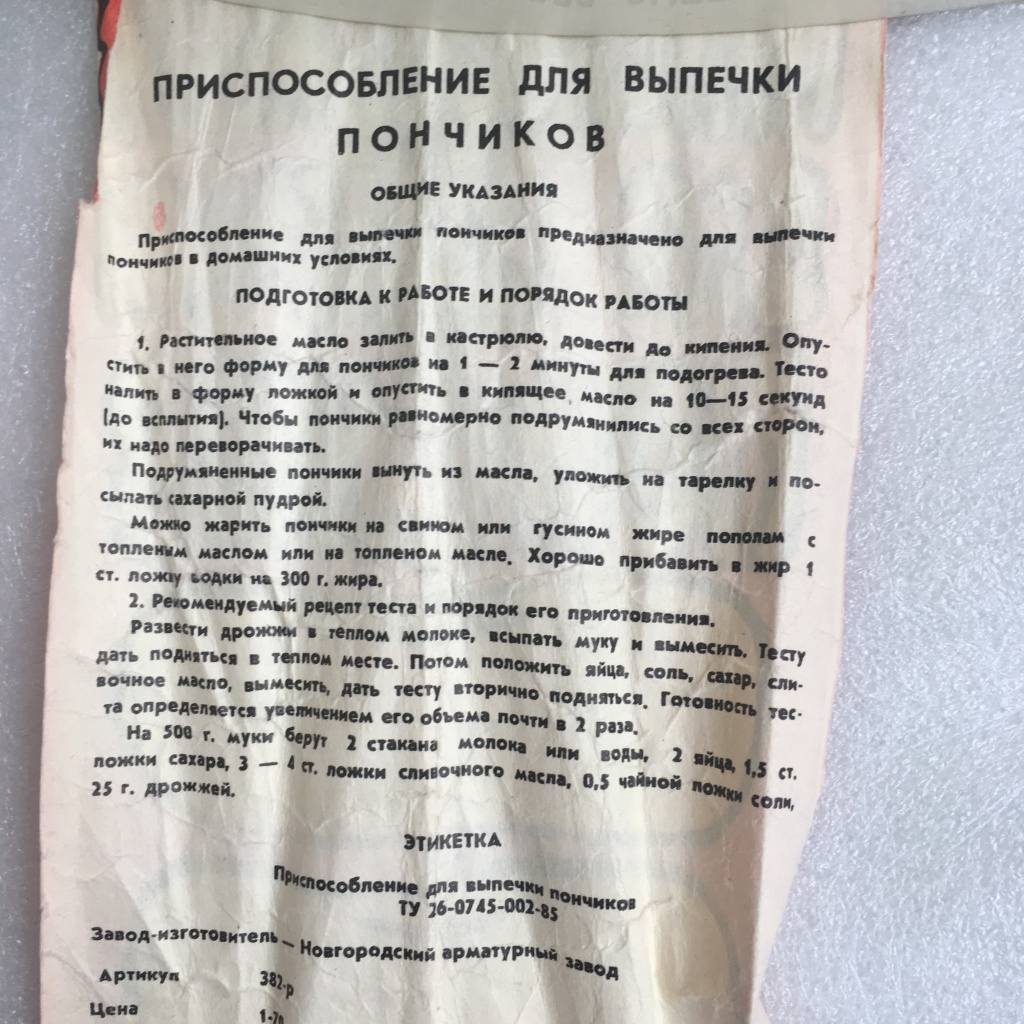 ПРИСПОСОБЛЕНИЕ ДЛЯ ВЫПЕЧКИ
ПОНЧИКОВ
ОБЩИЕ УКАЗАНИЯ
Приспособление для выпечки пончиков предназначено для выпечки
пончиков в домашних условиях.
ПОДГОТОВКА К РАБОТЕ И ПОРЯДОК РАБОТЫ
1. Растительное масло залить в кастрюлю, довести до кипения. Опу-
стить в него форму для пончиков на 1 — 2 минуты для подогрева. Тесто
налить в форму ложкой и опустить в кипящее масло на 10—15 секунд
(до всплытия). Чтобы пончики равномерно подрумянились со всех сторон,
их надо переворачивать.
Подрумяненные пончики вынуть из масла, уложить на тарелку и по-
сыпать сахарной пудрой.
Можно жарить пончики на свином или гусином жире пополам с
топленым маслом или на топленом масле. Хорошо прибавить в жир 1
ст. ложку водки на 300 г. жира.
2. Рекомендуемый рецепт теста и порядок его приготовления.
Развести дрожжи в теплом молоке, всыпать муку и вымесить. Тесту
дать подняться в теплом месте. Потом положить яйца, соль, сахар, сли-
вочное масло, вымесить, дать тесту вторично подняться. Готовность тес-
та определяется увеличением его объема почти в 2 раза.
На 500 г. муки берут 2 стакана молока или воды, 2 яйца, 1,5 ст.
ложки сахара, 3 — 4 ст. ложки сливочного масла, 0,5 чайной ложки соли,
25 г. дрожжей.
ЭТИКЕТКА
Приспособление для выпечки пончиков
ТУ 26-0745-002-85
Завод-изготовитель — Новгородский арматурный завод
Артикул 382-р
Цена